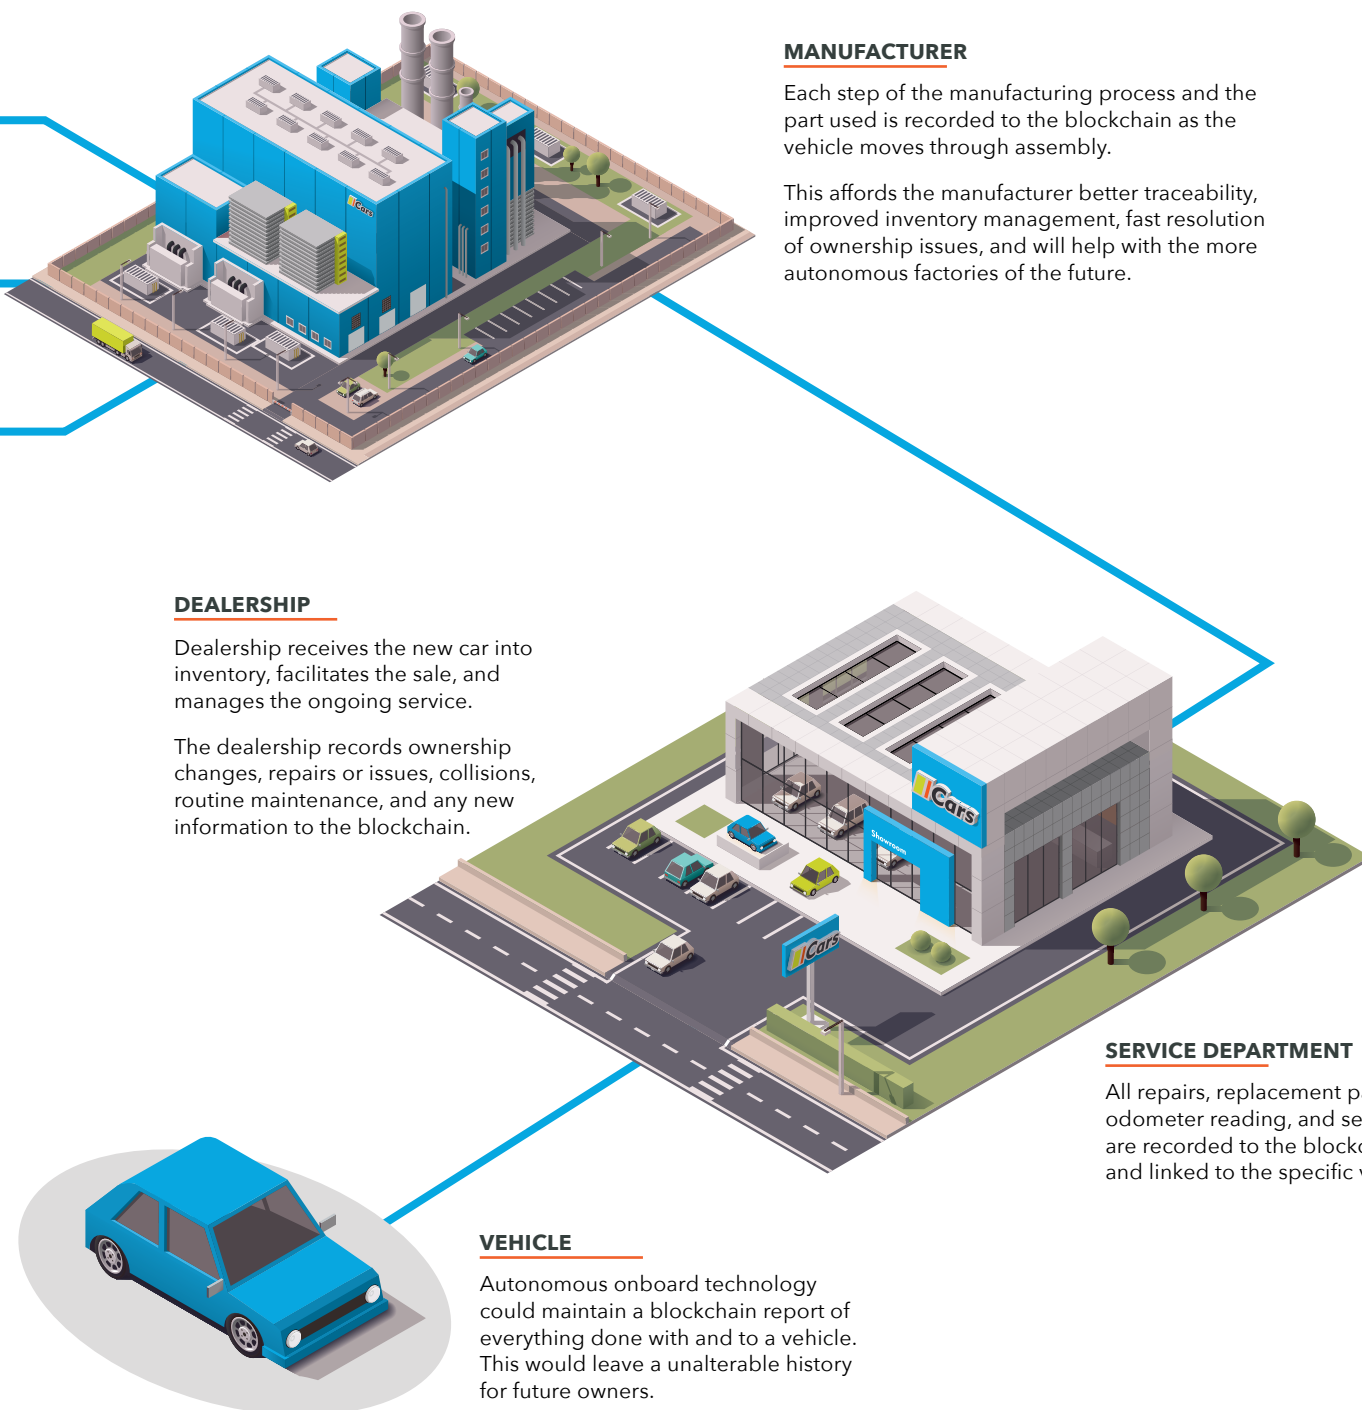 MANUFACTURER
Each step of the manufacturing process and the
part used is recorded to the blockchain as the
vehicle moves through assembly.
This affords the manufacturer better traceability,
improved inventory management, fast resolution
of ownership issues, and will help with the more
autonomous factories of the future.
Cars
DEALERSHIP
Dealership receives the new car into
inventory, facilitates the sale, and
manages the ongoing service.
The dealership records ownership
changes, repairs or issues, collisions,
routine maintenance, and any new
information to the blockchain.
Cars
Showroom
Cars
SERVICE DEPARTMENT
All repairs, replacement
odometer reading, and
are recorded to the
and linked to the specific
VEHICLE
Autonomous onboard technology
could maintain a blockchain report of
everything done with and to a vehicle.
This would leave a unalterable history
for future owners.